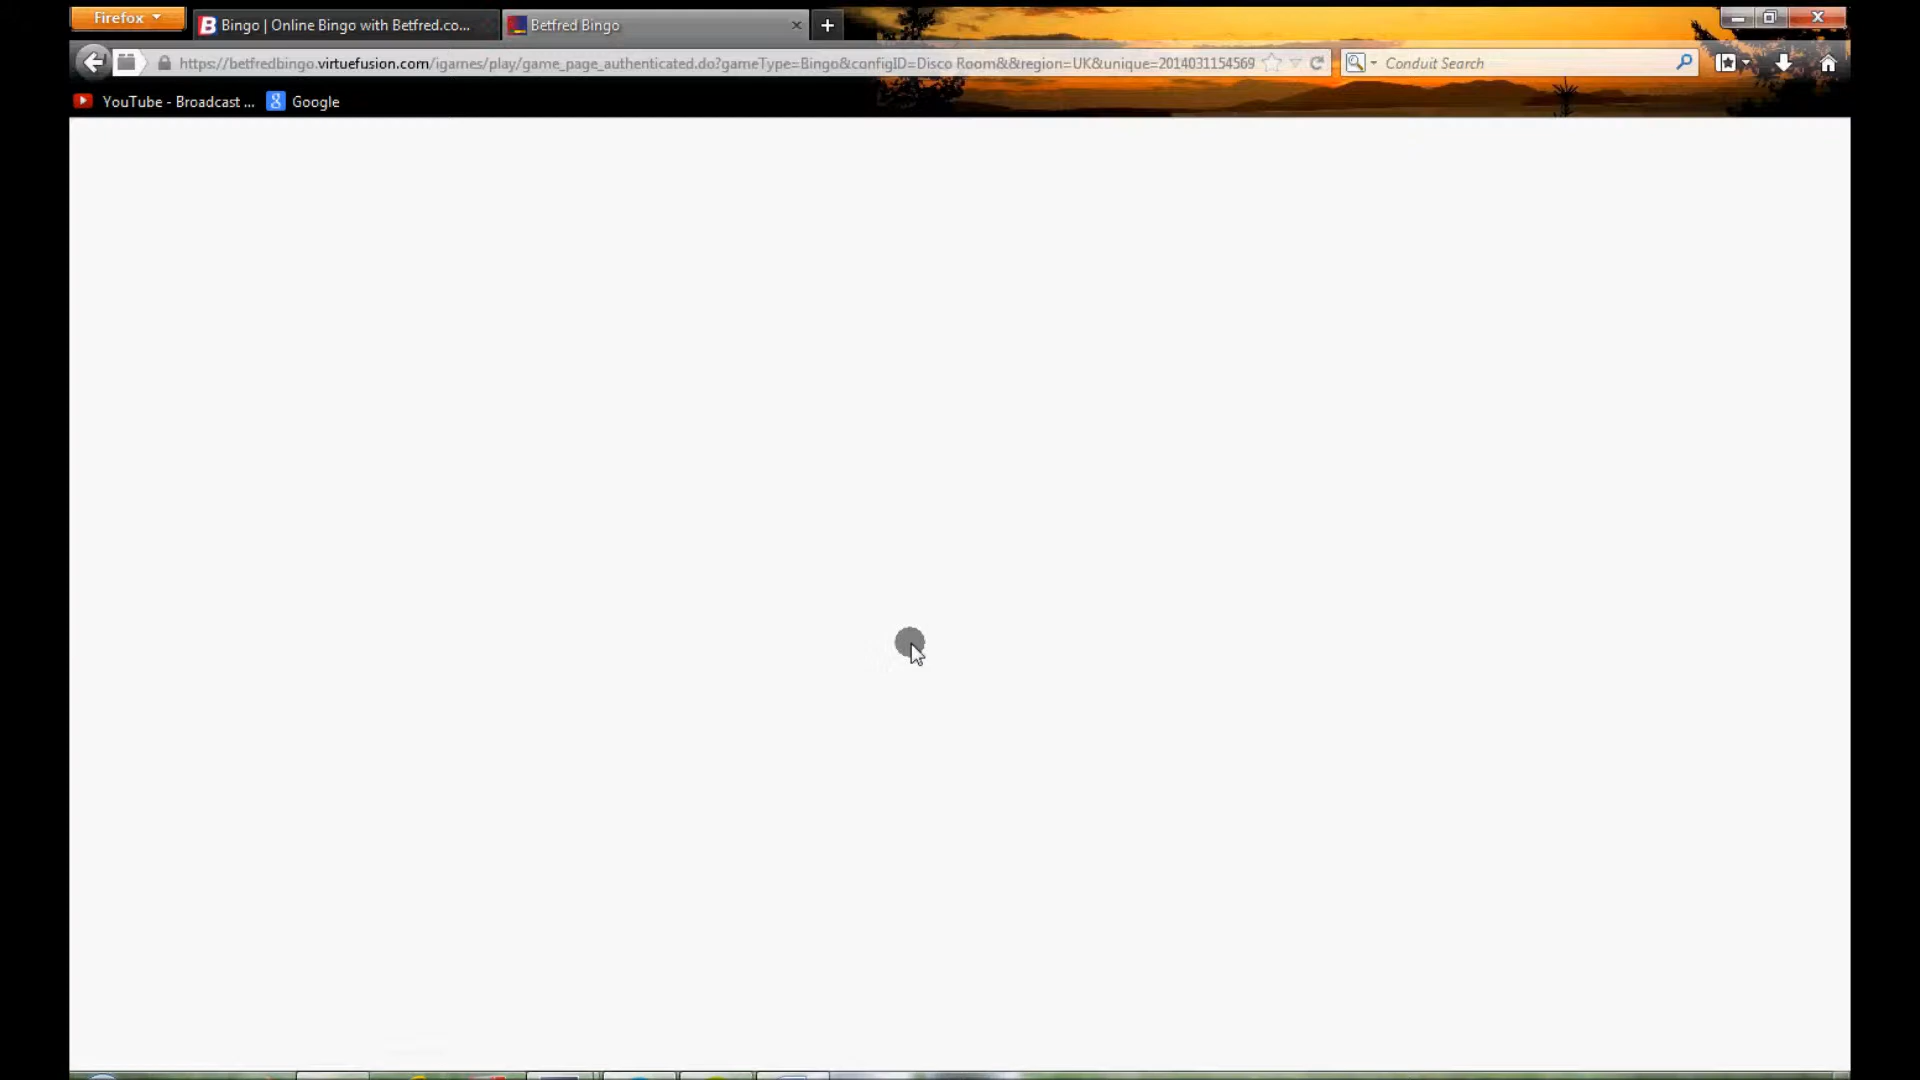 Firefox
Bingo | Online Bingo with Betfred.co...
Betfred Bingo
https://betfredbingo.virtuefusion.com/igames/play/game_page_authenticated.do?gameType=Bingo&configID=Disco Room&&region=UK&unique=2014031154569
Conduit Search
YouTube - Broadcast ...
Google